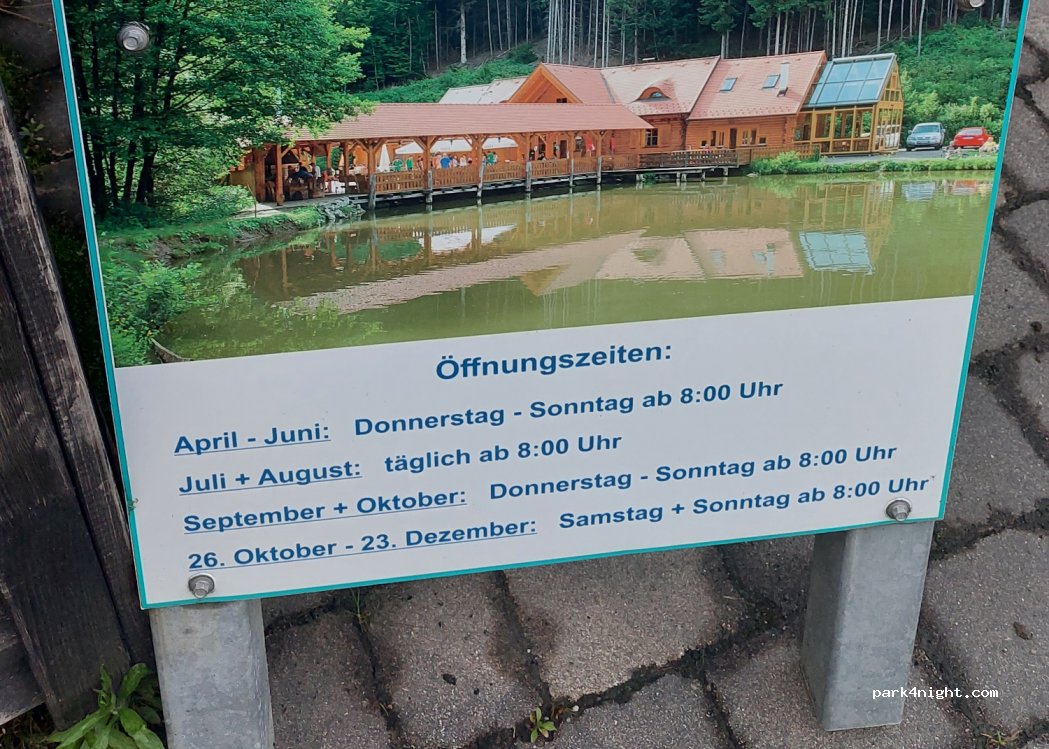 Öffnungszeiten:
April - Juni: Donnerstag - Sonntag ab 8:00 Uhr
Juli + August: täglich ab 8:00 Uhr
September + Oktober: Donnerstag - Sonntag ab 8:00 Uhr
26. Oktober - 23. Dezember: Samstag + Sonntag ab 8:00 Uhr
park4night.com